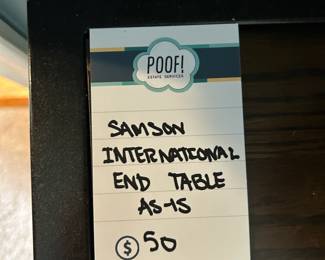 POOF!
ESTATE SERVICES
SAMSON
INTERNATIONAL
END TABLE
AS-IS
$ 50